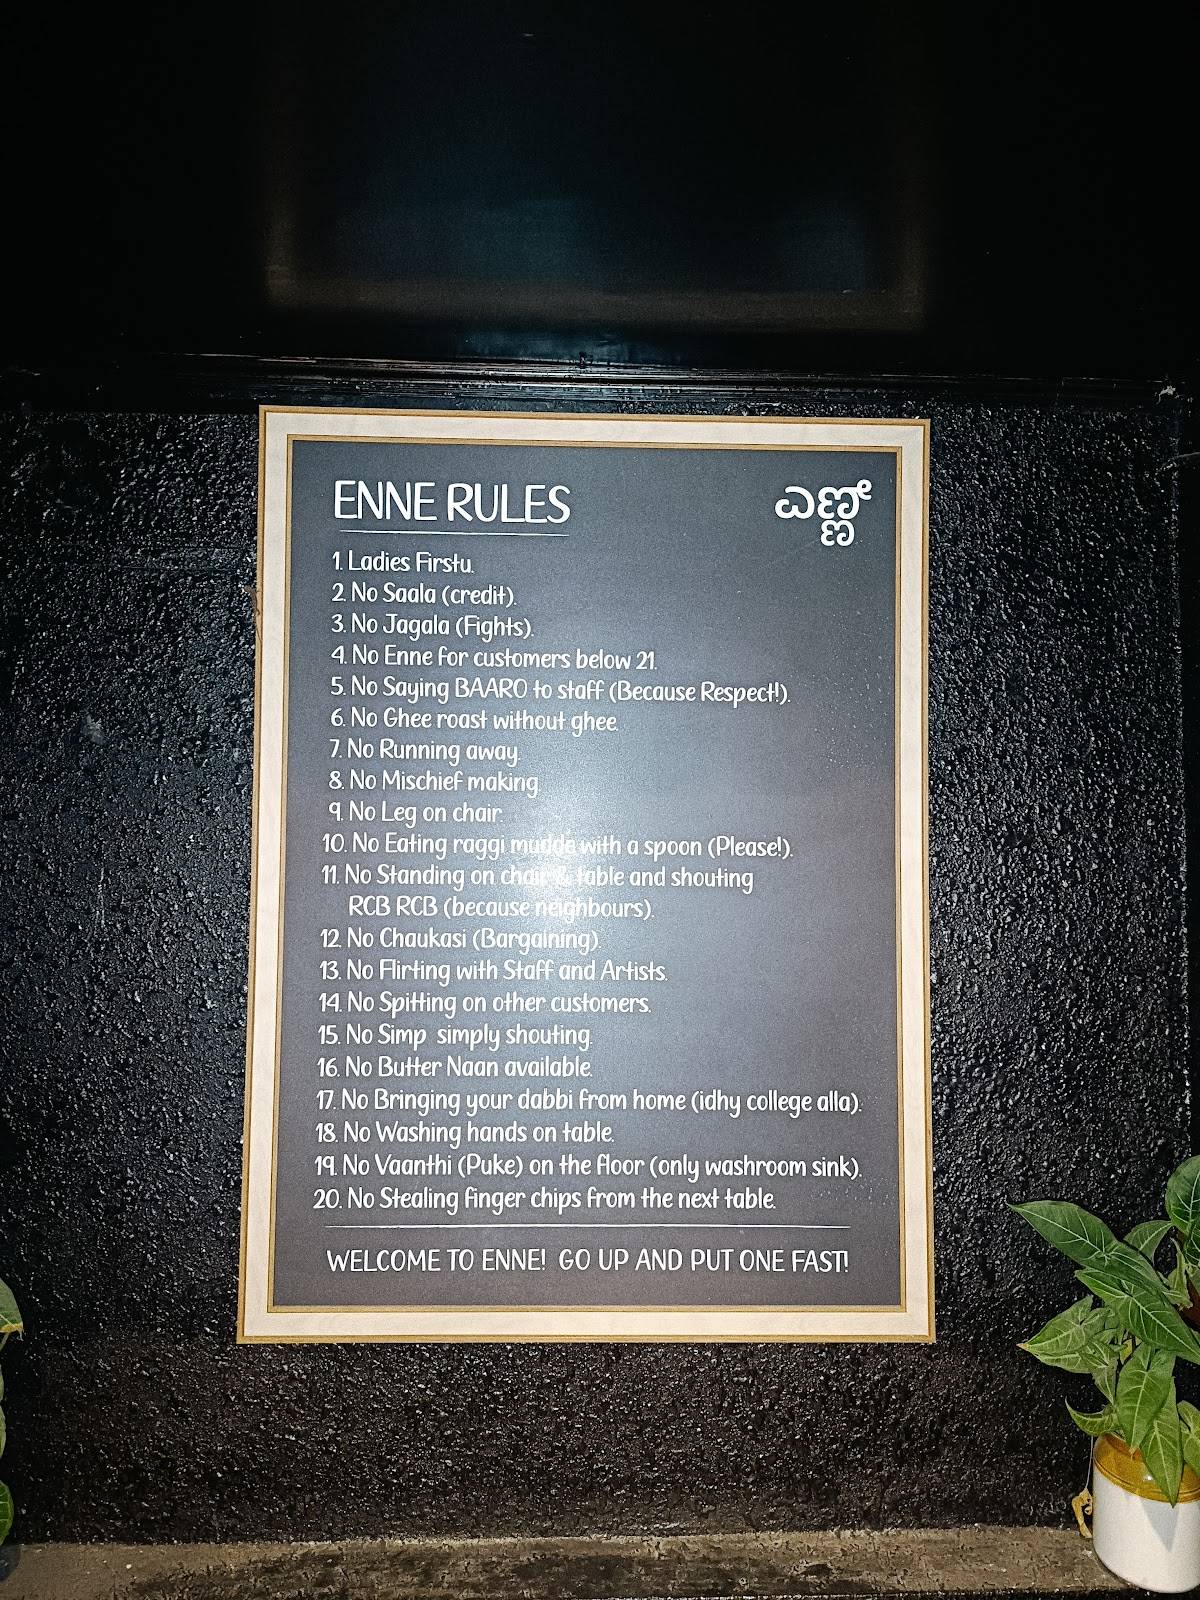 ENNE RULES
ಎಣ್ಣೆ
1. Ladies Firstu.
2. No Saala (credit).
3. No Jagala (Fights).
4. No Enne for customers below 21.
5. No Saying BAARO to staff (Because Respect!).
6. No Ghee roast without ghee.
7. No Running away.
8. No Mischief making.
9. No Leg on chair.
10. No Eating raggi mudde with a spoon (Please!).
11. No Standing on chair & table and shouting
RCB RCB (because neighbours).
12. No Chaukasi (Bargaining).
13. No Flirting with Staff and Artists.
14. No Spitting on other customers.
15. No Simp simply shouting.
16. No Butter Naan available.
17. No Bringing your dabbi from home (idhy college alla).
18. No Washing hands on table.
19. No Vaanthi (Puke) on the floor (only washroom sink).
20. No Stealing finger chips from the next table.
WELCOME TO ENNE! GO UP AND PUT ONE FAST!